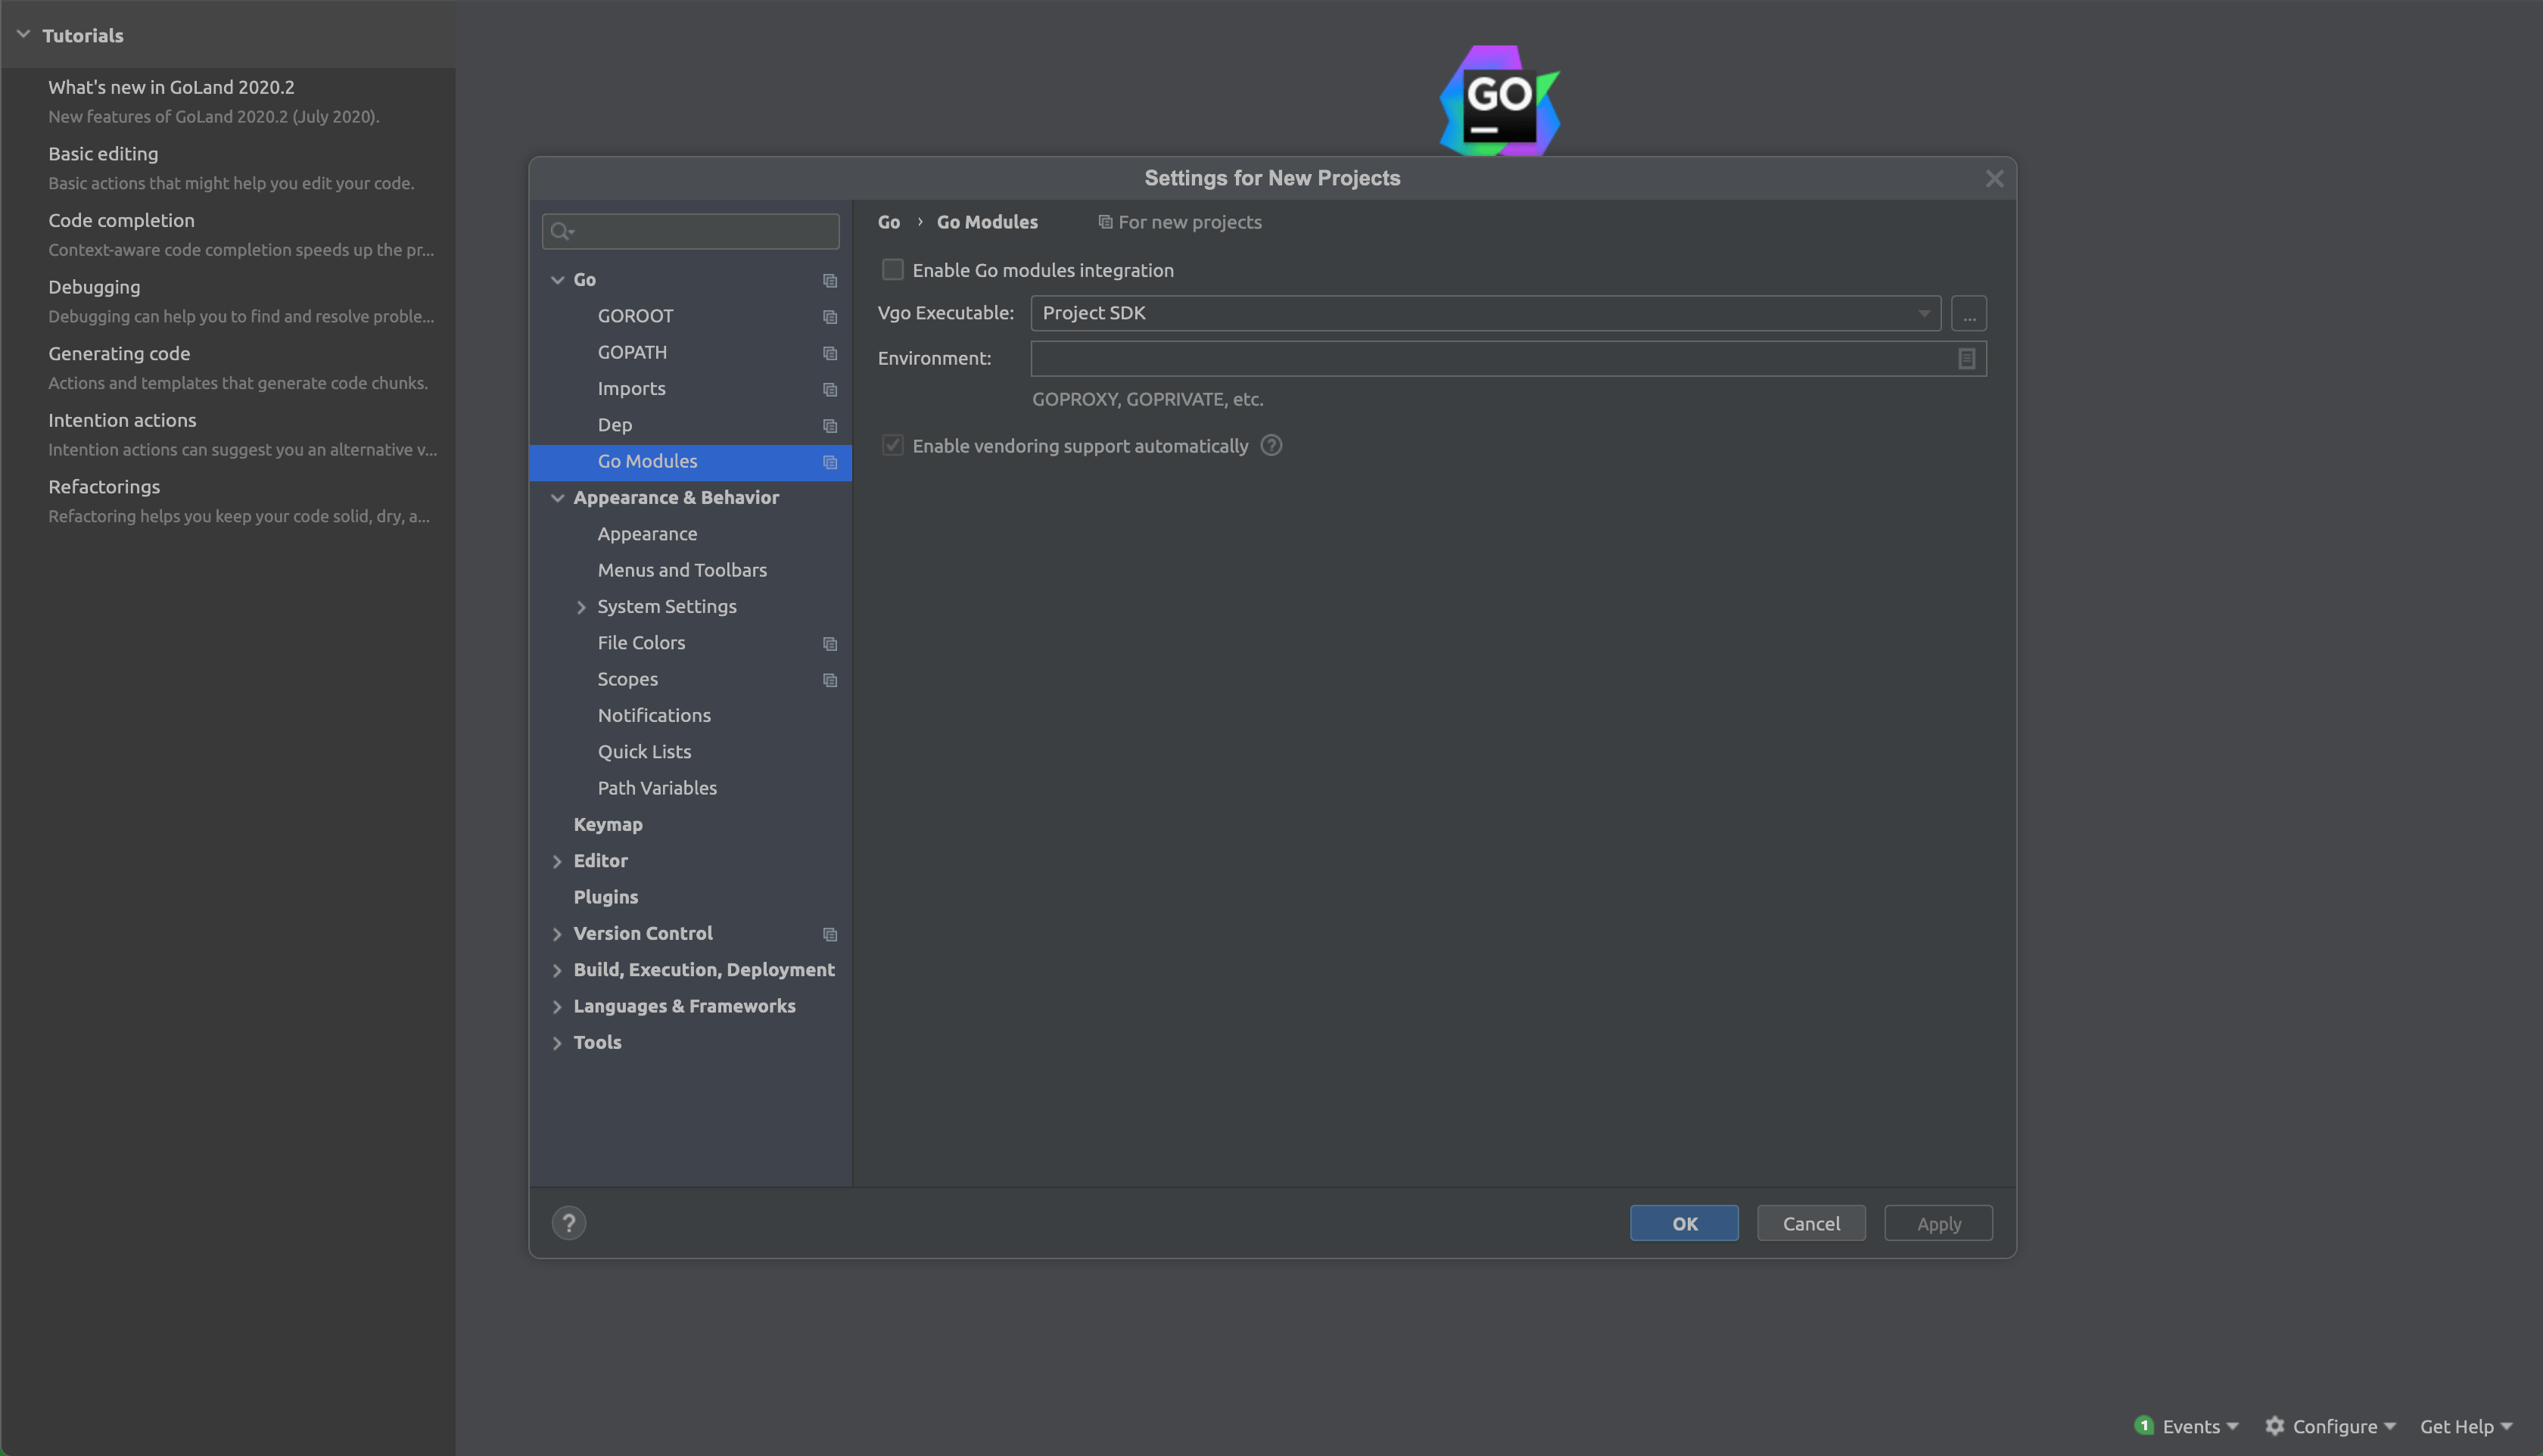 Tutorials
What's new in GoLand 2020.2
New features of GoLand 2020.2 (July 2020).
Basic editing
Basic actions that might help you edit your code.
Code completion
Context-aware code completion speeds up the pr...
Debugging
Debugging can help you to find and resolve proble...
Generating code
Actions and templates that generate code chunks.
Intention actions
Intention actions can suggest you an alternative v...
Refactorings
Refactoring helps you keep your code solid, dry, a...
GO
Settings for New Projects
Go
GOROOT
GOPATH
Imports
Dep
Go Modules
Appearance & Behavior
Appearance
Menus and Toolbars
System Settings
File Colors
Scopes
Notifications
Quick Lists
Path Variables
Keymap
Editor
Plugins
Version Control
Build, Execution, Deployment
Languages & Frameworks
Tools
Go › Go Modules For new projects
Enable Go modules integration
Vgo Executable: Project SDK ...
Environment:
GOPROXY, GOPRIVATE, etc.
Enable vendoring support automatically ?
? OK Cancel Apply
1 Events Configure Get Help